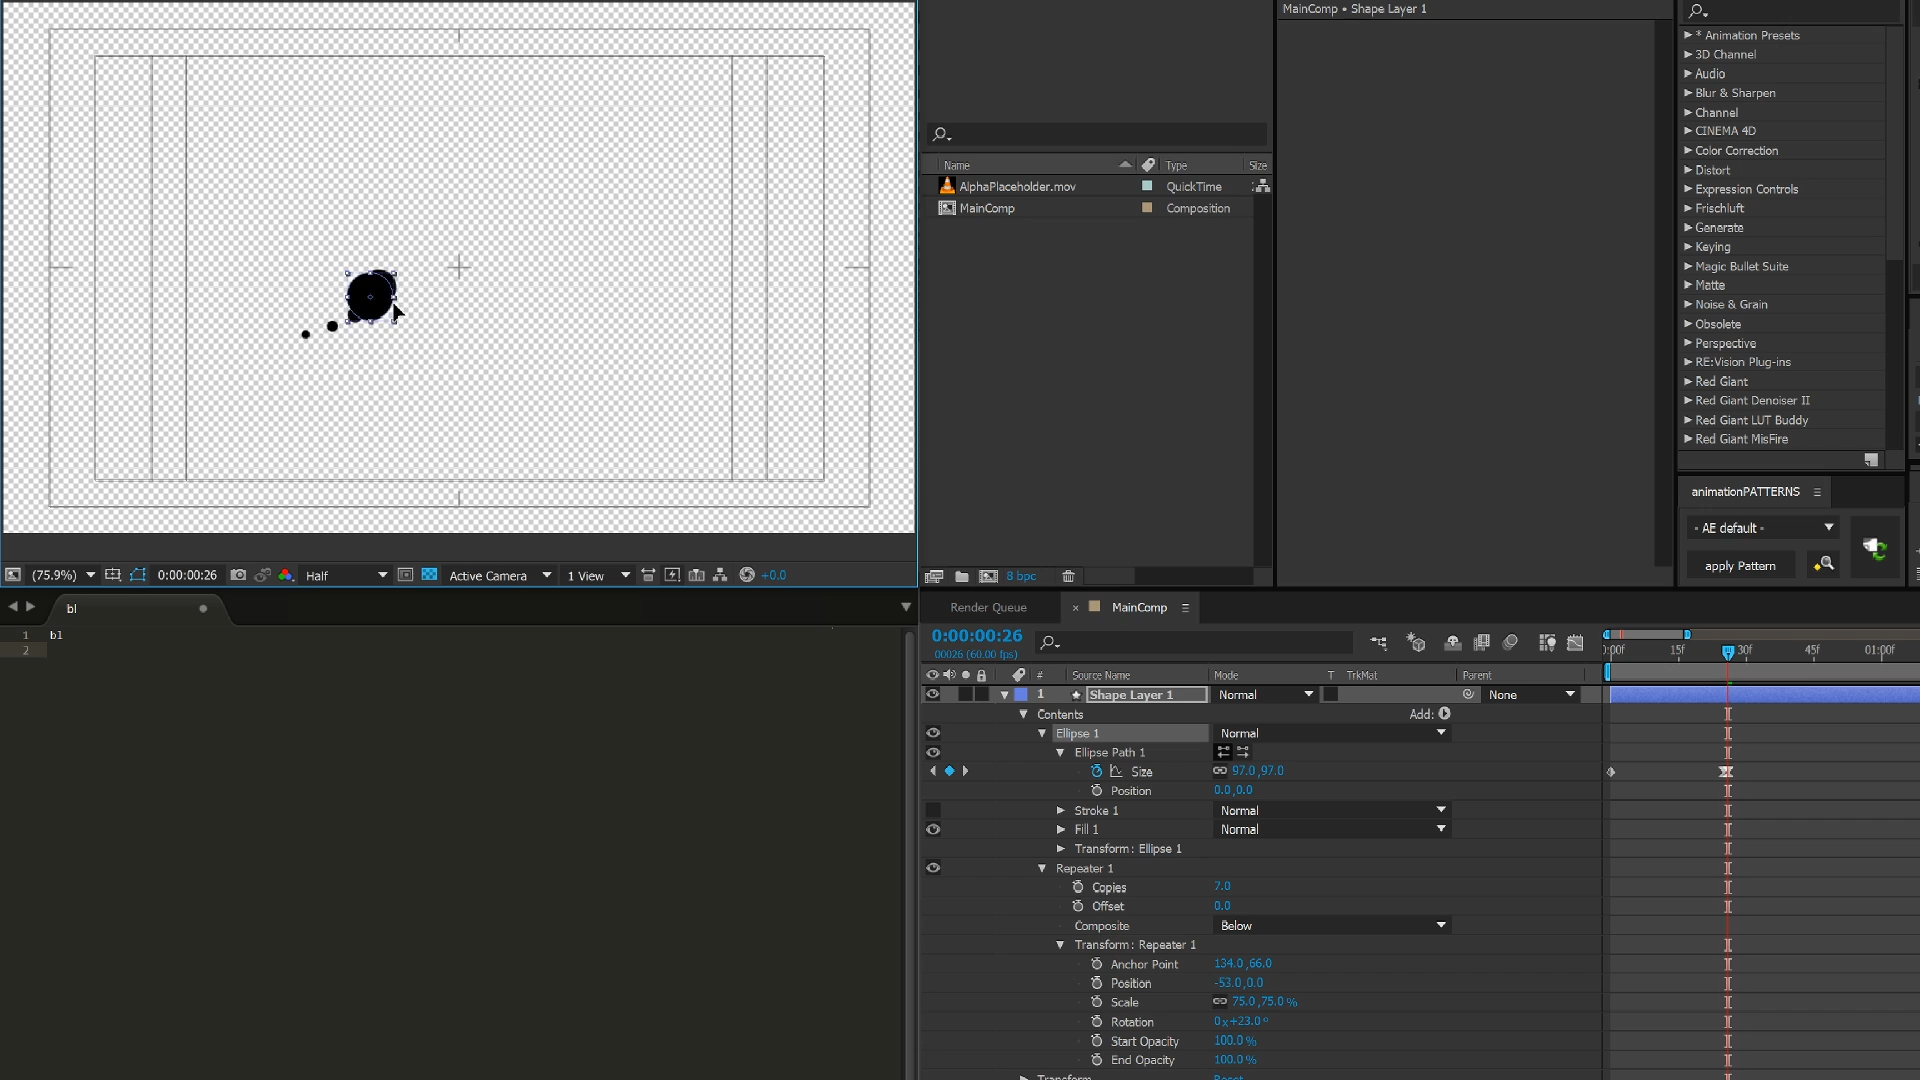 MainComp • Shape Layer 1
* Animation Presets
3D Channel
Audio
Blur & Sharpen
Channel
CINEMA 4D
Color Correction
Distort
Expression Controls
Frischluft
Generate
Keying
Magic Bullet Suite
Matte
Noise & Grain
Obsolete
Perspective
RE:Vision Plug-ins
Red Giant
Red Giant Denoiser II
Red Giant LUT Buddy
Red Giant MisFire
Name Type Size
AlphaPlaceholder.mov QuickTime
MainComp Composition
8 bpc
animationPATTERNS
- AE default -
apply Pattern
(75.9%) 0:00:00:26 Half Active Camera 1 View +0.0
bl
1 bl
2
Render Queue
× MainComp
0:00:00:26
00026 (60.00 fps)
):00f 15f 30f 45f 01:00f
# Source Name Mode T TrkMat Parent
1 Shape Layer 1 Normal None
Contents Add:
Ellipse 1 Normal
Ellipse Path 1
Size 97.0,97.0
Position 0.0,0.0
Stroke 1 Normal
Fill 1 Normal
Transform: Ellipse 1
Repeater 1
Copies 7.0
Offset 0.0
Composite Below
Transform: Repeater 1
Anchor Point 134.0,66.0
Position -53.0,0.0
Scale 75.0,75.0%
Rotation 0x+23.0°
Start Opacity 100.0%
End Opacity 100.0%
Transform Reset